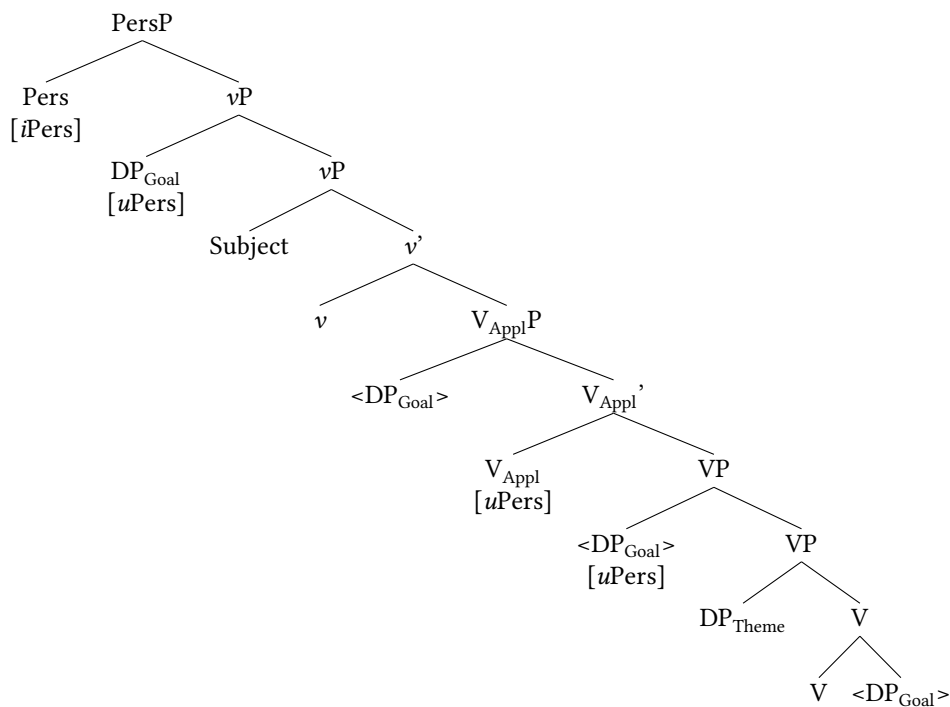 PersP
Pers vP
[iPers]
DPGoal vP
[uPers]
Subject v’
v VApplP
<DPGoal> VAppl’
VAppl VP
[uPers]
<DPGoal> VP
[uPers]
DPTheme V
V <DPGoal>